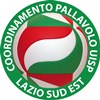 COORDINAMENTO PALLAVOLO UISP
LAZIO SUD EST